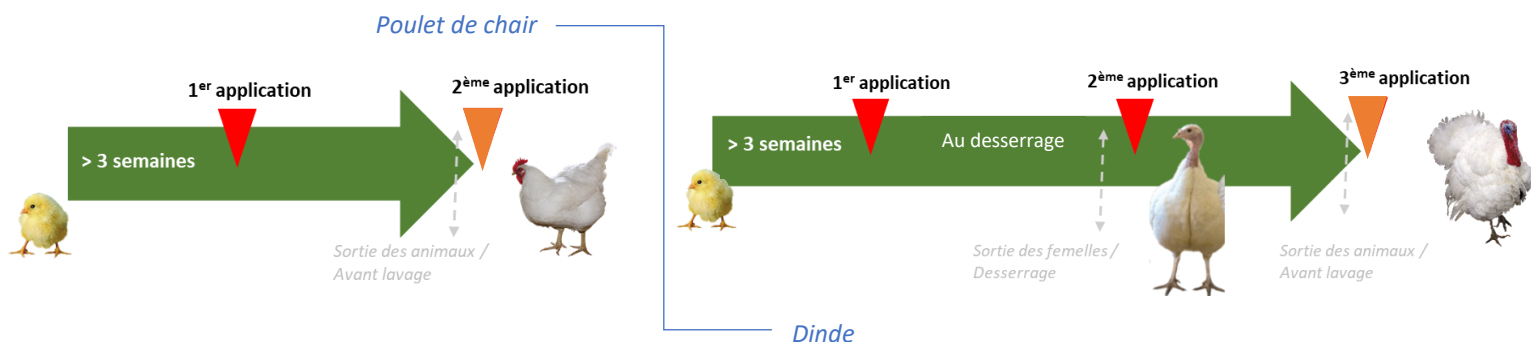 Poulet de chair
1er application
2ème application
> 3 semaines
Sortie des animaux /
Avant lavage
1er application
2ème application
3ème application
> 3 semaines
Au desserrage
Sortie des femelles /
Desserrage
Sortie des animaux /
Avant lavage
Dinde